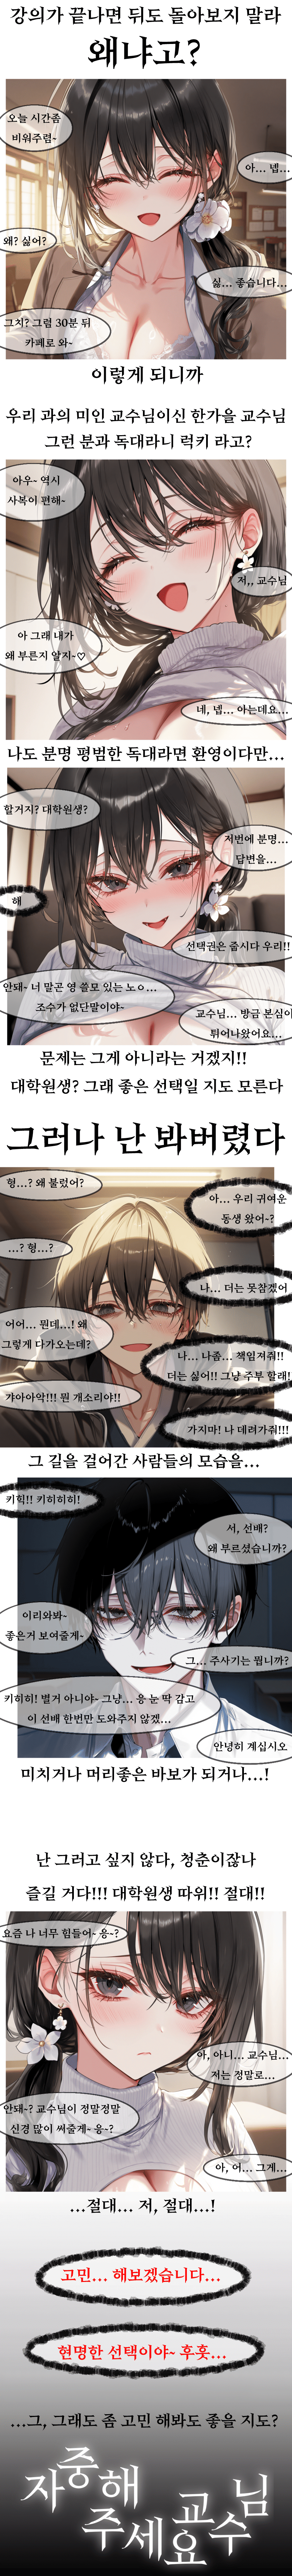 강의가 끝나면 뒤도 돌아보지 말라
왜냐고?
오늘 시간좀
비워주렴~
아... 넵...
왜? 싫어?
싫... 좋습니다...
그치? 그럼 30분 뒤
카페로 와~
이렇게 되니까
우리 과의 미인 교수님이신 한가을 교수님
그런 분과 독대라니 럭키 라고?
아우~ 역시
사복이 편해~
저,, 교수님
아 그래 내가
왜 부른지 알지~♡
네, 넵... 아는데요...
나도 분명 평범한 독대라면 환영이다만...
할거지? 대학원생?
저번에 분명...
답변을...
해
선택권은 줍시다 우리!!
안돼~ 너 말곤 영 쓸모 있는 노ㅇ...
조수가 없단말이야~
교수님... 방금 본심이
튀어나왔어요...
문제는 그게 아니라는 거겠지!!
대학원생? 그래 좋은 선택일 지도 모른다
그러나 난 봐버렸다
형...? 왜 불렀어?
아... 우리 귀여운
동생 왔어~?
...? 형...?
나... 더는 못참겠어
어어... 뭔데...! 왜
그렇게 다가오는데?
나... 나좀... 책임져줘!!
더는 싫어!! 그냥 주부 할래!
갸아아악!!! 뭔 개소리야!!
가지마! 나 데려가줘!!!
그 길을 걸어간 사람들의 모습을...
키힉!! 키히히히!
서, 선배?
왜 부르셨습니까?
이리와봐~
좋은거 보여줄게~
그... 주사기는 뭡니까?
키히히! 별거 아니야~ 그냥... 응 눈 딱 감고
이 선배 한번만 도와주지 않겠...
안녕히 계십시오
미치거나 머리좋은 바보가 되거나...!
난 그러고 싶지 않다, 청춘이잖나
즐길 거다!!! 대학원생 따위!! 절대!!
요즘 나 너무 힘들어~ 응~?
아, 아니... 교수님...
저는 정말로...
안돼~? 교수님이 정말정말
신경 많이 써줄게~ 응~?
아, 어... 그게...
...절대... 저, 절대...!
고민... 해보겠습니다...
현명한 선택이야~ 후훗...
...그, 그래도 좀 고민 해봐도 좋을 지도?
자중해
주세요
교수님